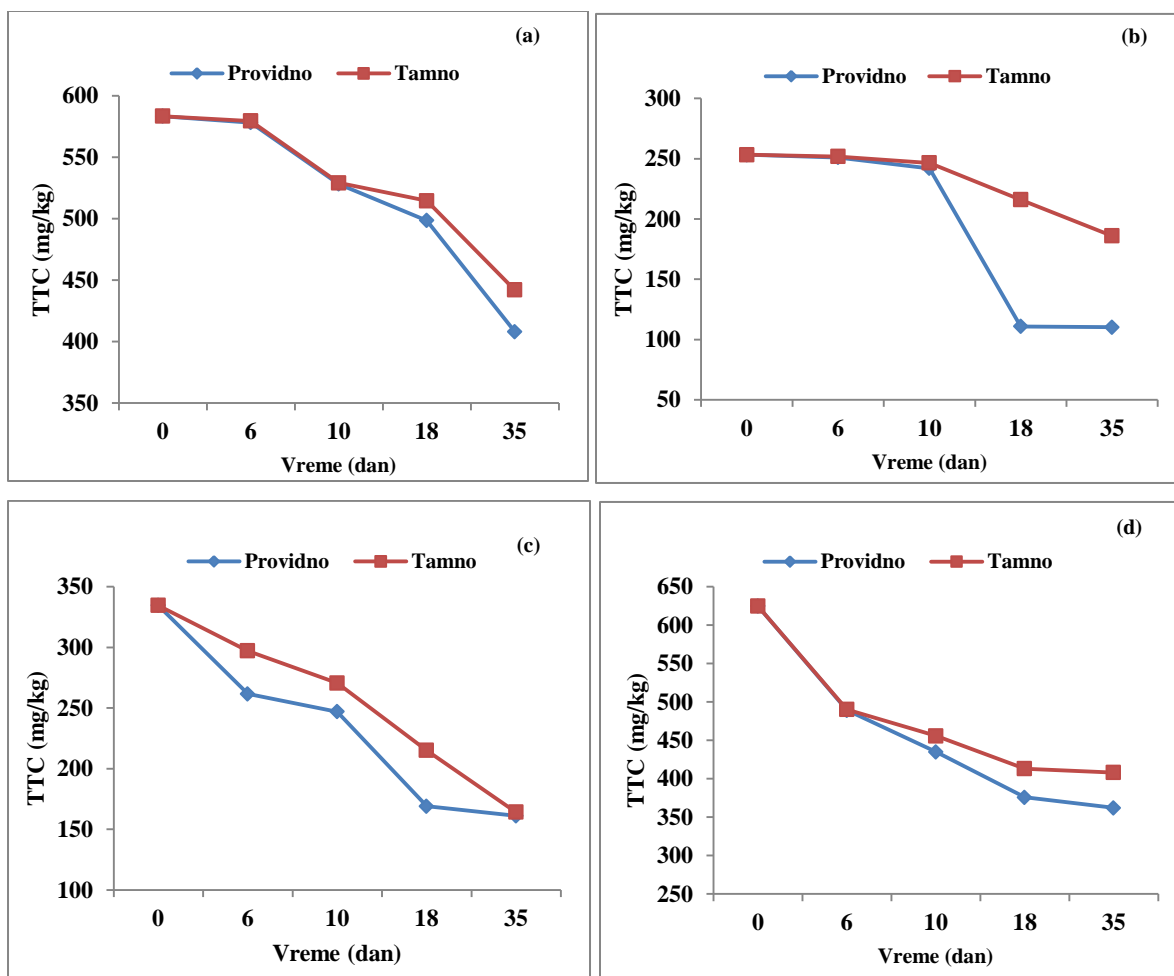 (a)
Providno Tamno
600
550
500
450
400
350
TTC (mg/kg)
0 6 10 18 35
Vreme (dan)
(b)
Providno Tamno
300
250
200
150
100
50
TTC (mg/kg)
0 6 10 18 35
Vreme (dan)
(c)
Providno Tamno
350
300
250
200
150
100
TTC (mg/kg)
0 6 10 18 35
Vreme (dan)
(d)
Providno Tamno
650
600
550
500
450
400
350
300
250
TTC (mg/kg)
0 6 10 18 35
Vreme (dan)